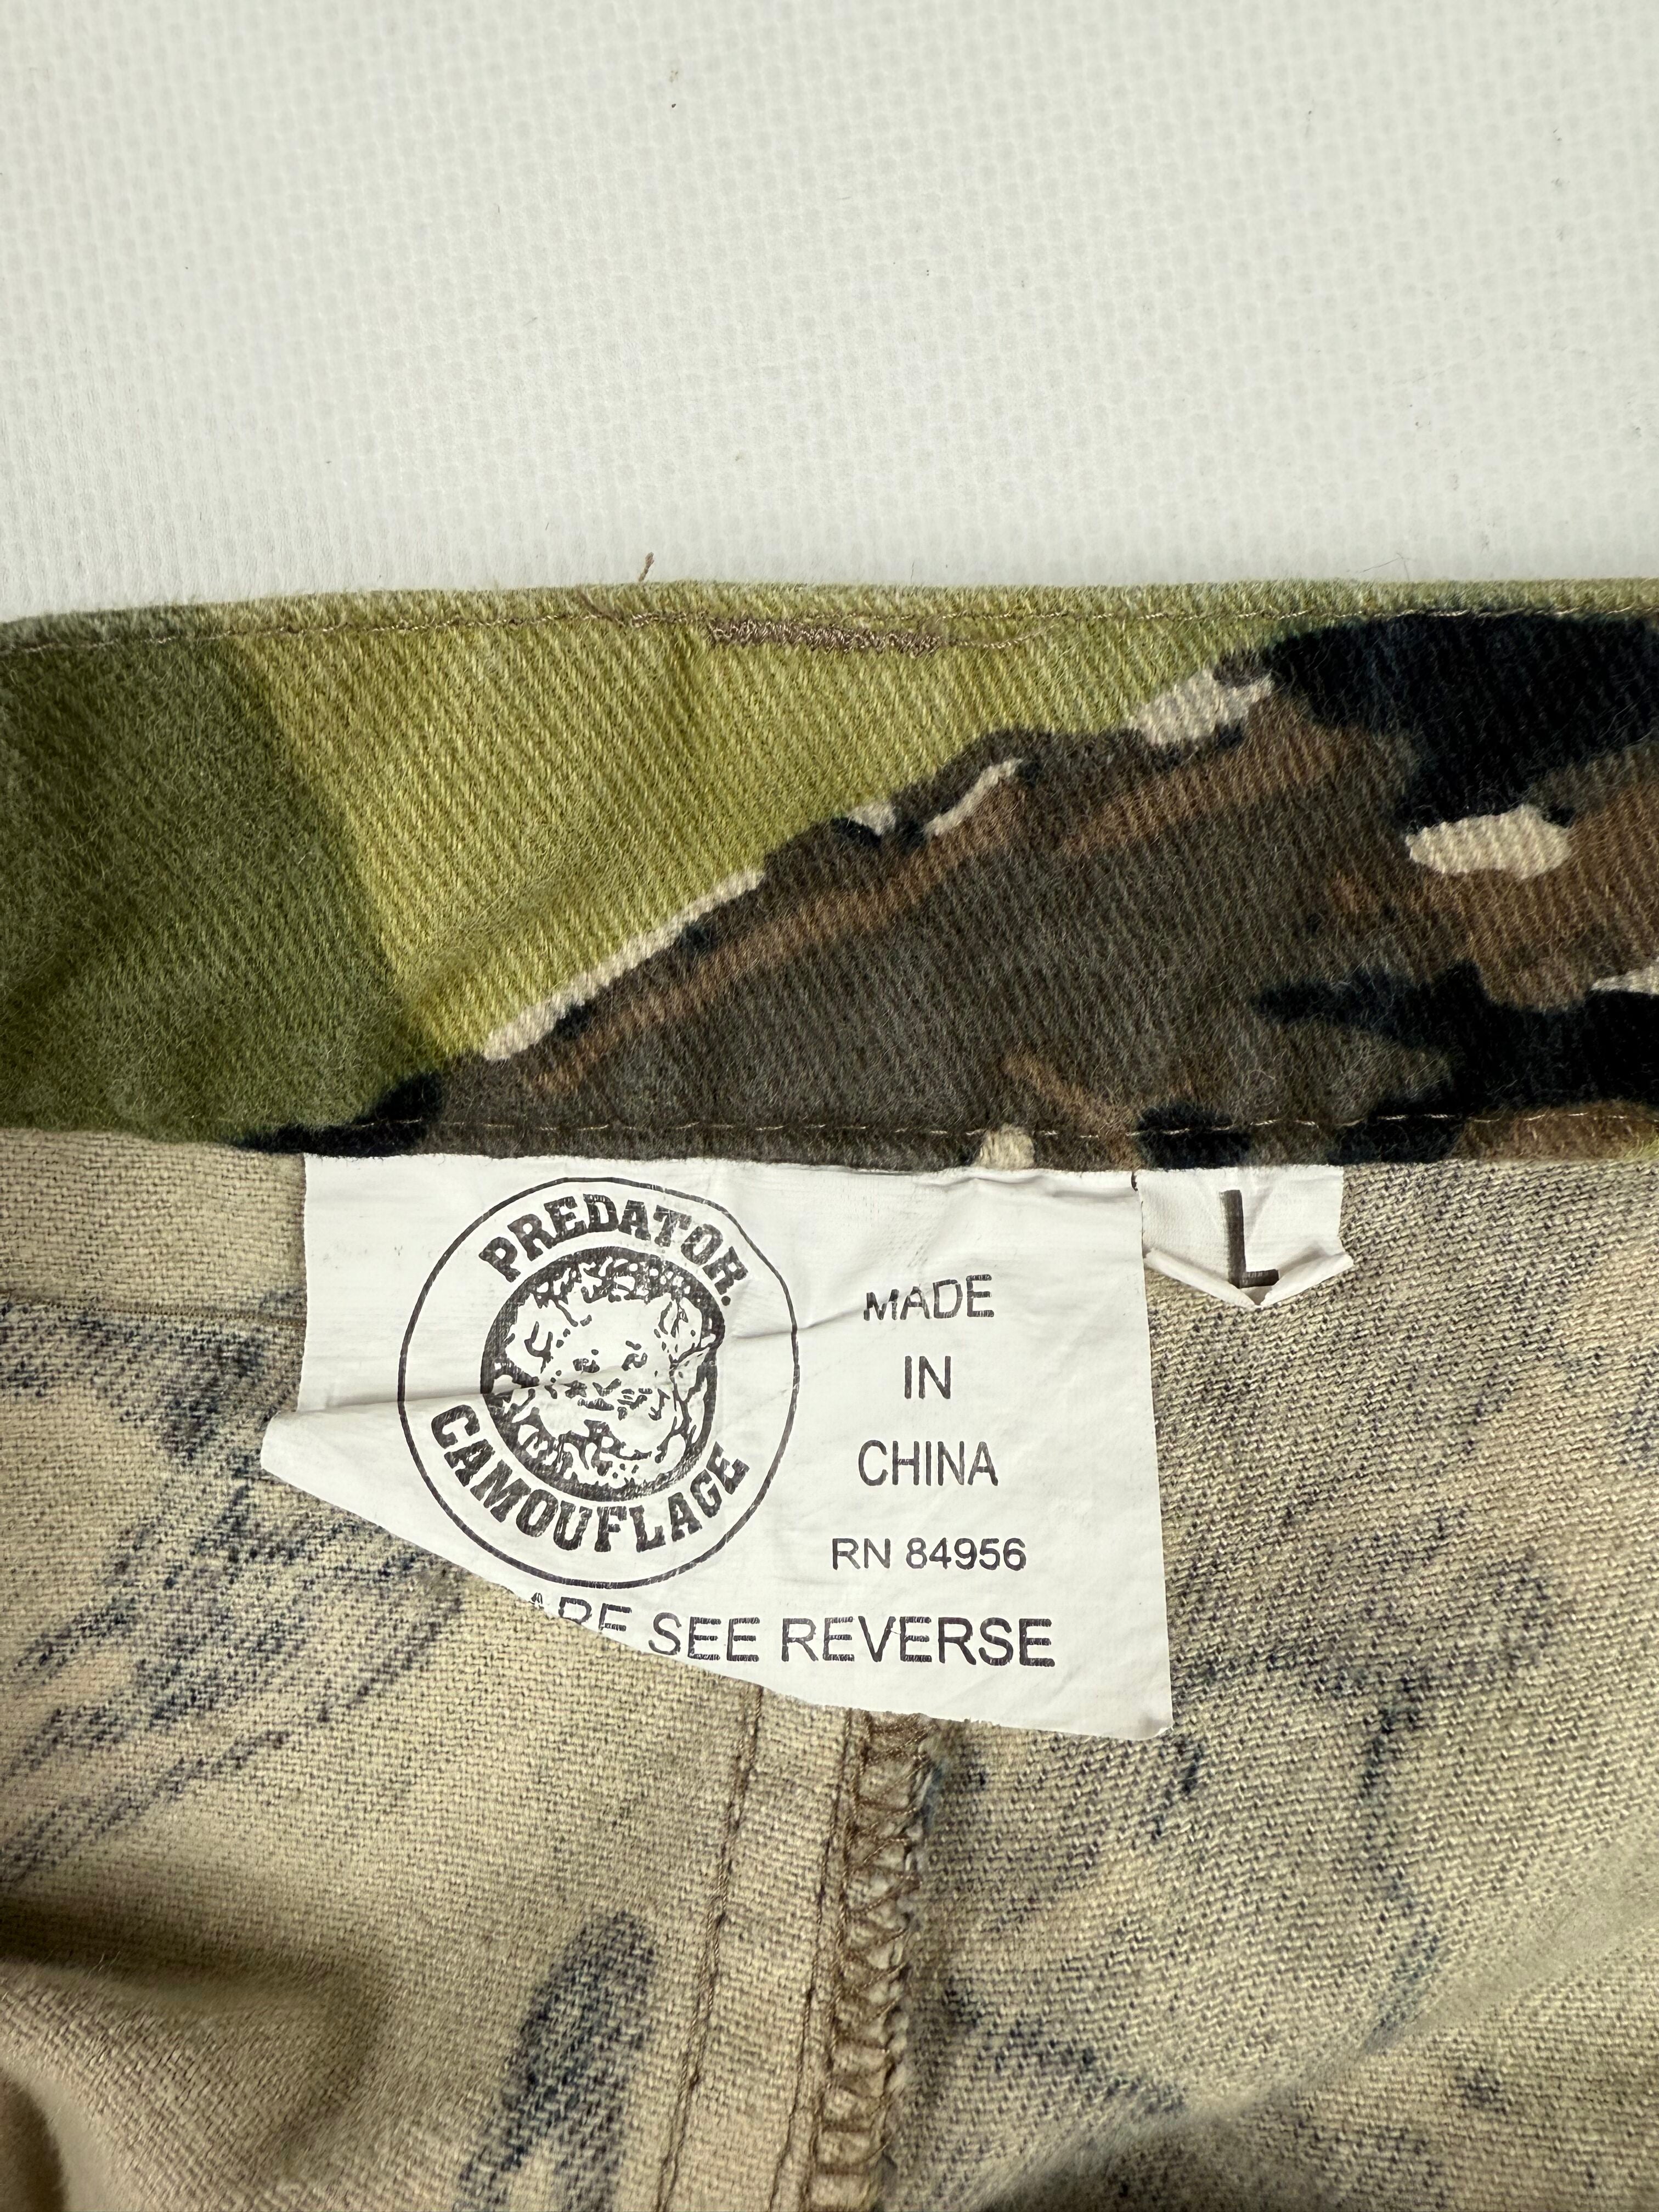 PREDATOR.
CAMOUFLAGE
MADE
IN
CHINA
RN 84956
SEE REVERSE
L